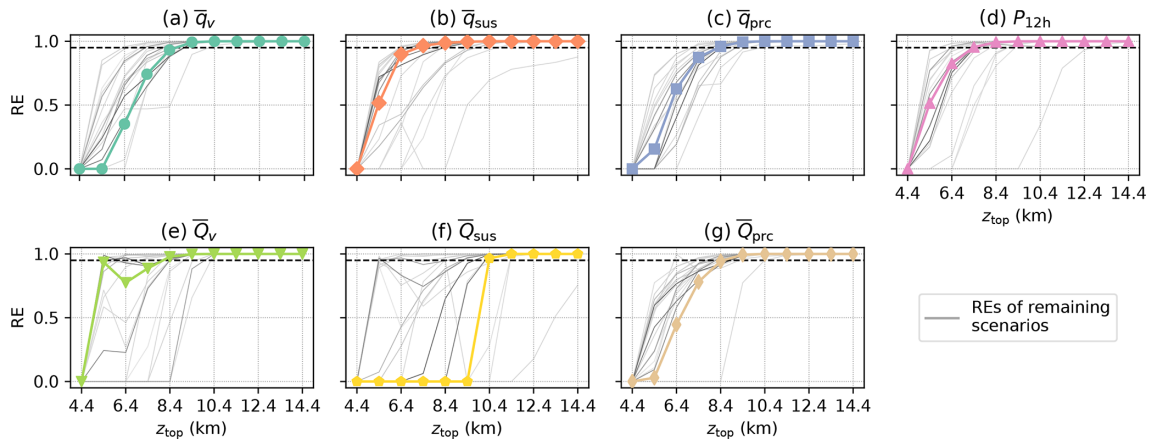 (a) q̅v
(b) q̅sus
(c) q̅prc
(d) P12h
RE
1.0
0.5
0.0
4.4 6.4 8.4 10.4 12.4 14.4
ztop (km)
(e) Q̅v
(f) Q̅sus
(g) Q̅prc
RE
1.0
0.5
0.0
REs of remaining
scenarios
4.4 6.4 8.4 10.4 12.4 14.4
4.4 6.4 8.4 10.4 12.4 14.4
4.4 6.4 8.4 10.4 12.4 14.4
ztop (km)
ztop (km)
ztop (km)